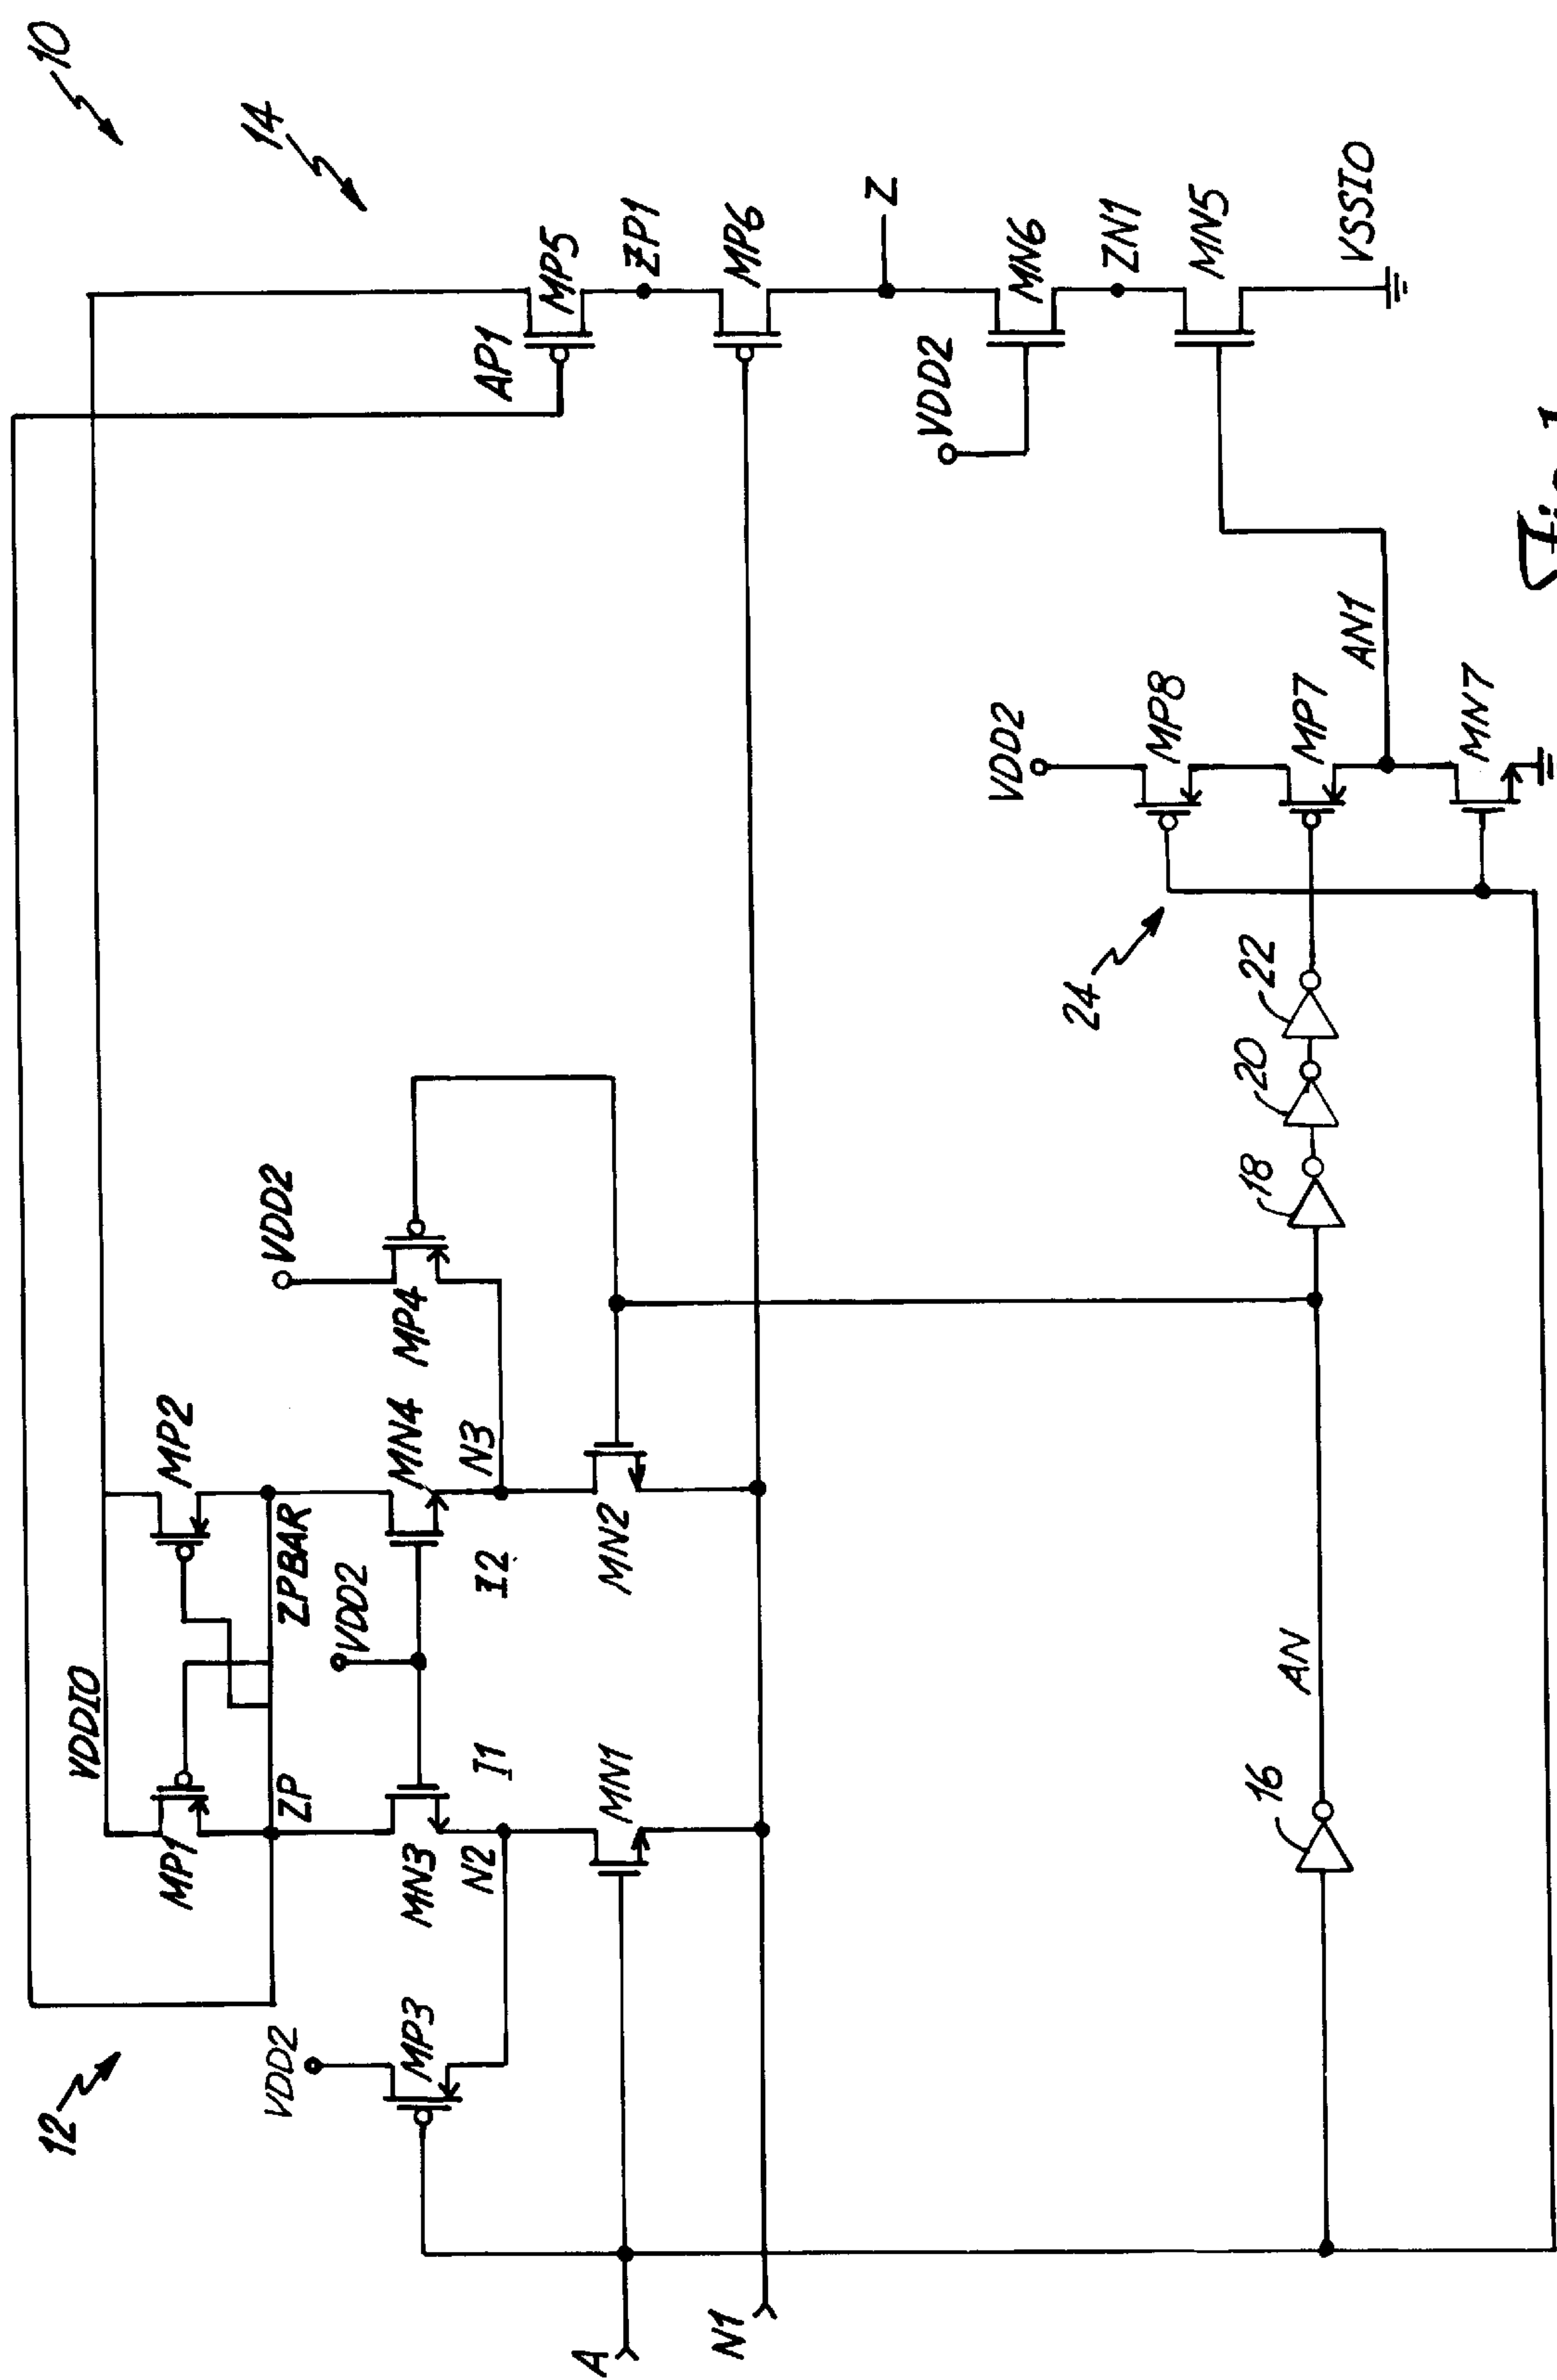 10
14
12
VDDIO
MP1
MP2
ZP
ZPBAR
AP1
MP5
ZP1
MP6
Z
VDD2
MN6
ZN1
MN5
VSSIO
VDD2
MP3
MN3
N2
I1
VDD2
I2
MN4
N3
VDD2
MP4
MN1
MN2
A
N1
16
AN
18
20
22
24
VDD2
MP8
MP7
AN1
MN7